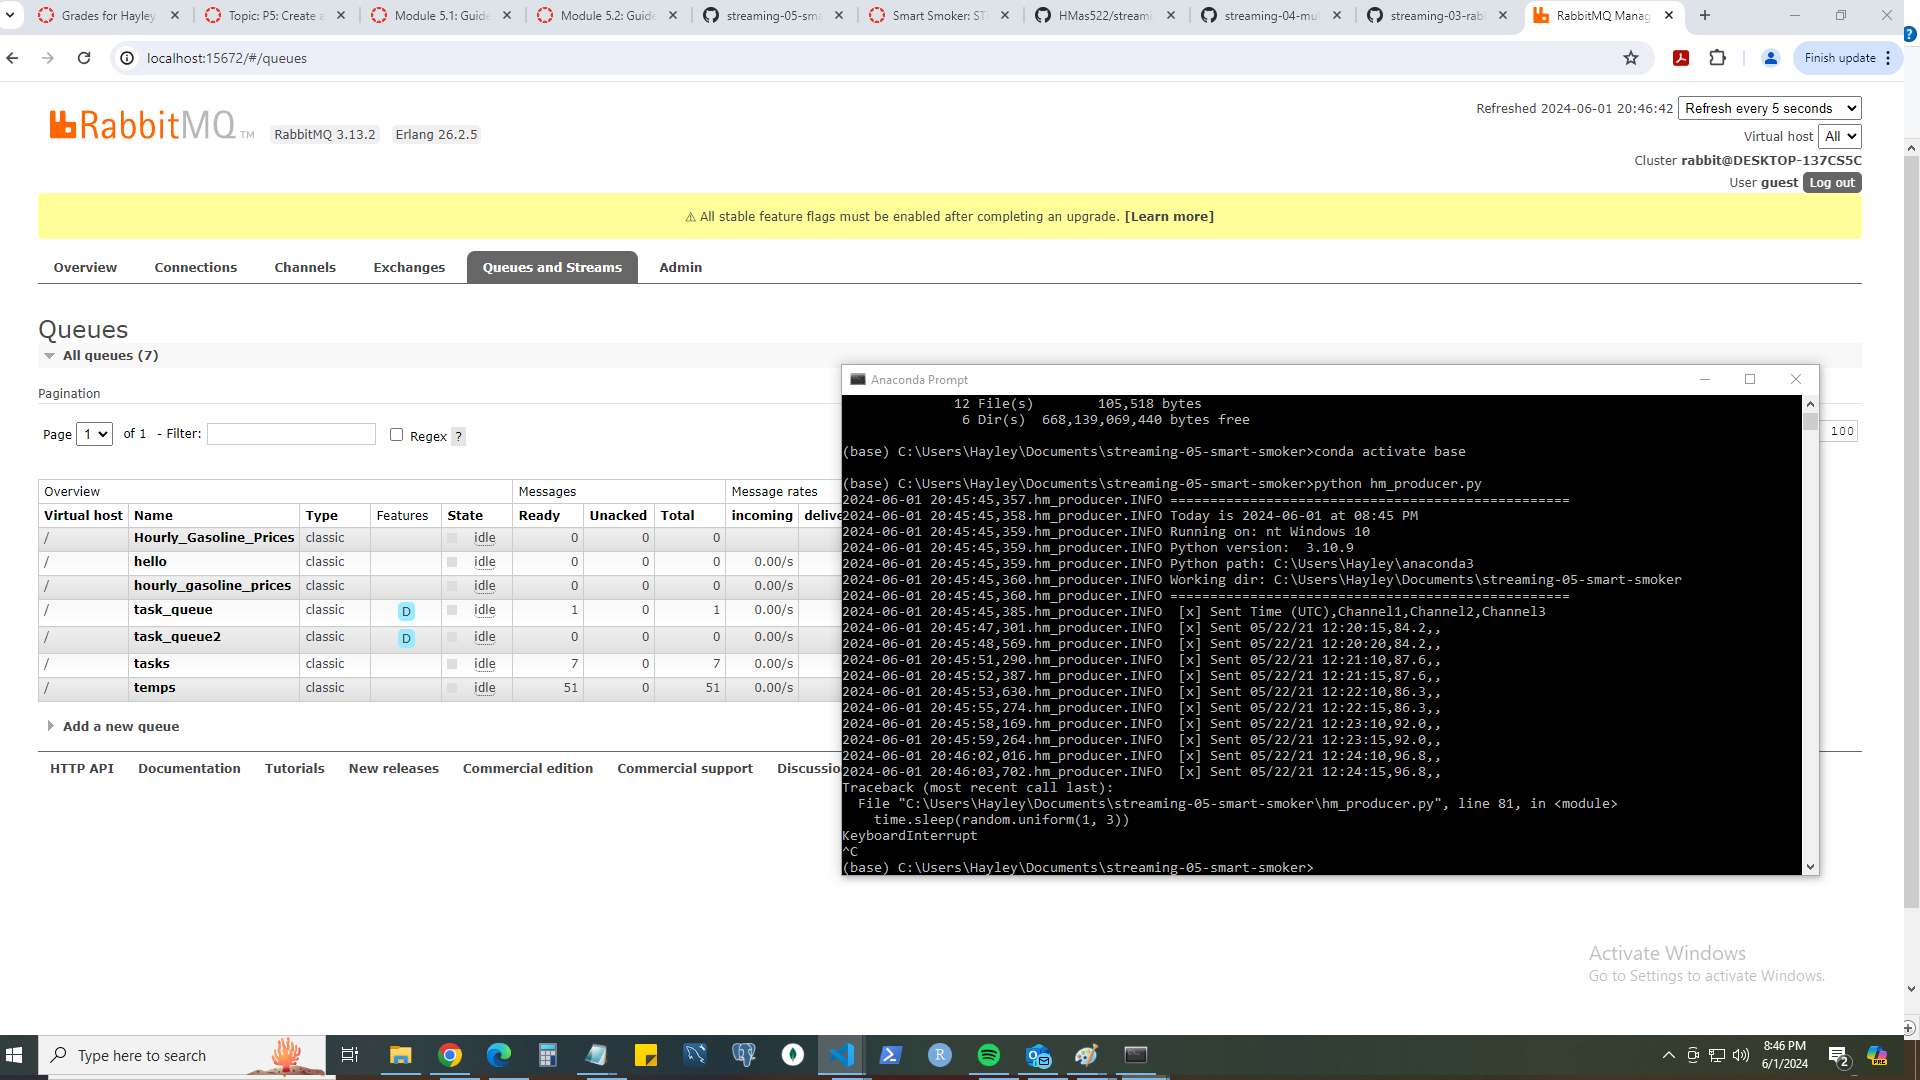 Grades for Hayley
Topic: P5: Create a
Module 5.1: Guide
Module 5.2: Guide
streaming-05-sma
Smart Smoker: ST
HMas522/streami
streaming-04-mul
streaming-03-rab
RabbitMQ Manag
localhost:15672/#/queues
Finish update
RabbitMQ TM
RabbitMQ 3.13.2
Erlang 26.2.5
Refreshed 2024-06-01 20:46:42 Refresh every 5 seconds
Virtual host All
Cluster rabbit@DESKTOP-137CS5C
User guest Log out
⚠ All stable feature flags must be enabled after completing an upgrade. [Learn more]
Overview Connections Channels Exchanges Queues and Streams Admin
Queues
All queues (7)
Pagination
Page 1 of 1 - Filter: Regex ?
100
Overview Messages Message rates
Virtual host Name Type Features State Ready Unacked Total incoming delive
/ Hourly_Gasoline_Prices classic idle 0 0 0
/ hello classic idle 0 0 0 0.00/s
/ hourly_gasoline_prices classic idle 0 0 0 0.00/s
/ task_queue classic D idle 1 0 1 0.00/s
/ task_queue2 classic D idle 0 0 0 0.00/s
/ tasks classic idle 7 0 7 0.00/s
/ temps classic idle 51 0 51 0.00/s
Add a new queue
HTTP API Documentation Tutorials New releases Commercial edition Commercial support Discussio
Anaconda Prompt
12 File(s) 105,518 bytes
6 Dir(s) 668,139,069,440 bytes free
(base) C:\Users\Hayley\Documents\streaming-05-smart-smoker>conda activate base
(base) C:\Users\Hayley\Documents\streaming-05-smart-smoker>python hm_producer.py
2024-06-01 20:45:45,357.hm_producer.INFO ==================================================
2024-06-01 20:45:45,358.hm_producer.INFO Today is 2024-06-01 at 08:45 PM
2024-06-01 20:45:45,359.hm_producer.INFO Running on: nt Windows 10
2024-06-01 20:45:45,359.hm_producer.INFO Python version:  3.10.9
2024-06-01 20:45:45,359.hm_producer.INFO Python path: C:\Users\Hayley\anaconda3
2024-06-01 20:45:45,360.hm_producer.INFO Working dir: C:\Users\Hayley\Documents\streaming-05-smart-smoker
2024-06-01 20:45:45,360.hm_producer.INFO ==================================================
2024-06-01 20:45:45,385.hm_producer.INFO  [x] Sent Time (UTC),Channel1,Channel2,Channel3
2024-06-01 20:45:47,301.hm_producer.INFO  [x] Sent 05/22/21 12:20:15,84.2,,
2024-06-01 20:45:48,569.hm_producer.INFO  [x] Sent 05/22/21 12:20:20,84.2,,
2024-06-01 20:45:51,290.hm_producer.INFO  [x] Sent 05/22/21 12:21:10,87.6,,
2024-06-01 20:45:52,387.hm_producer.INFO  [x] Sent 05/22/21 12:21:15,87.6,,
2024-06-01 20:45:53,630.hm_producer.INFO  [x] Sent 05/22/21 12:22:10,86.3,,
2024-06-01 20:45:55,274.hm_producer.INFO  [x] Sent 05/22/21 12:22:15,86.3,,
2024-06-01 20:45:58,169.hm_producer.INFO  [x] Sent 05/22/21 12:23:10,92.0,,
2024-06-01 20:45:59,264.hm_producer.INFO  [x] Sent 05/22/21 12:23:15,92.0,,
2024-06-01 20:46:02,016.hm_producer.INFO  [x] Sent 05/22/21 12:24:10,96.8,,
2024-06-01 20:46:03,702.hm_producer.INFO  [x] Sent 05/22/21 12:24:15,96.8,,
Traceback (most recent call last):
File "C:\Users\Hayley\Documents\streaming-05-smart-smoker\hm_producer.py", line 81, in <module>
time.sleep(random.uniform(1, 3))
KeyboardInterrupt
^C
(base) C:\Users\Hayley\Documents\streaming-05-smart-smoker>
Activate Windows
Go to Settings to activate Windows.
Type here to search
8:46 PM
6/1/2024
2